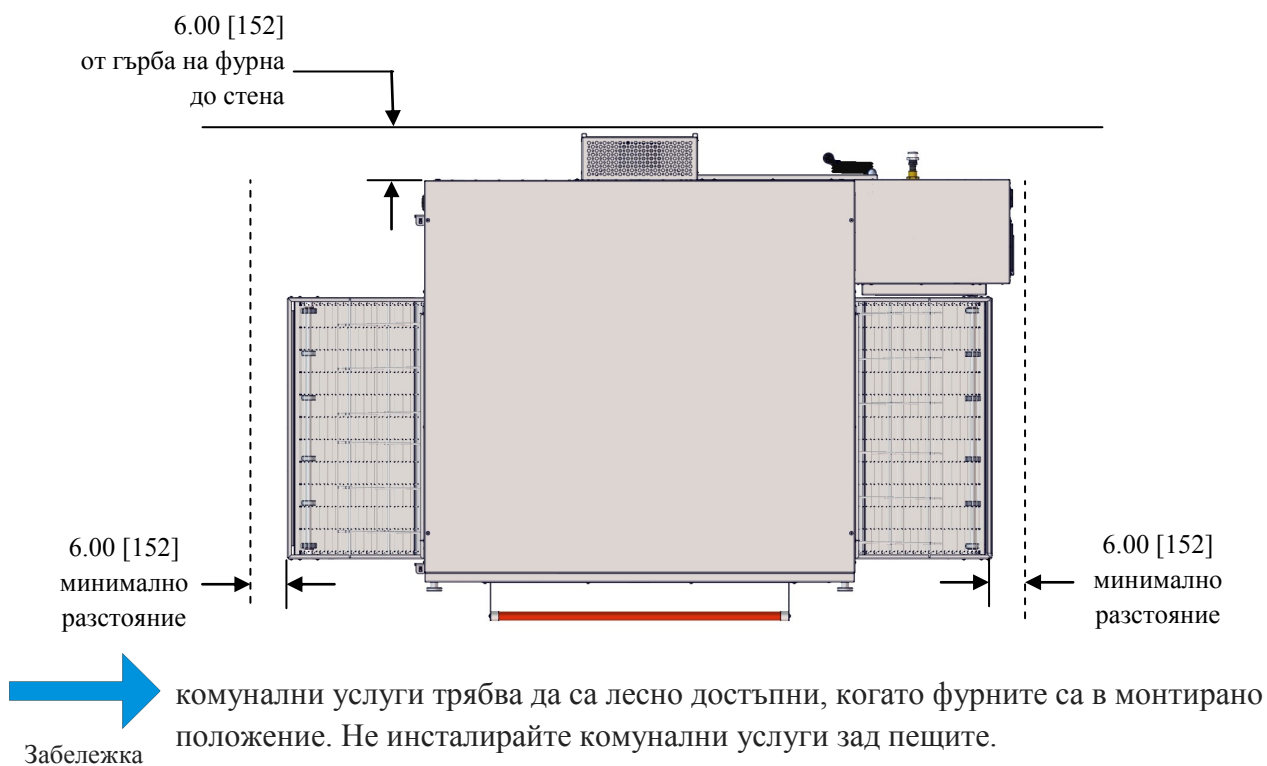 6.00 [152]
от гърба на фурна
до стена
6.00 [152]
минимално
разстояние
6.00 [152]
минимално
разстояние
комунални услуги трябва да са лесно достъпни, когато фурните са в монтирано
положение. Не инсталирайте комунални услуги зад пещите.
Забележка